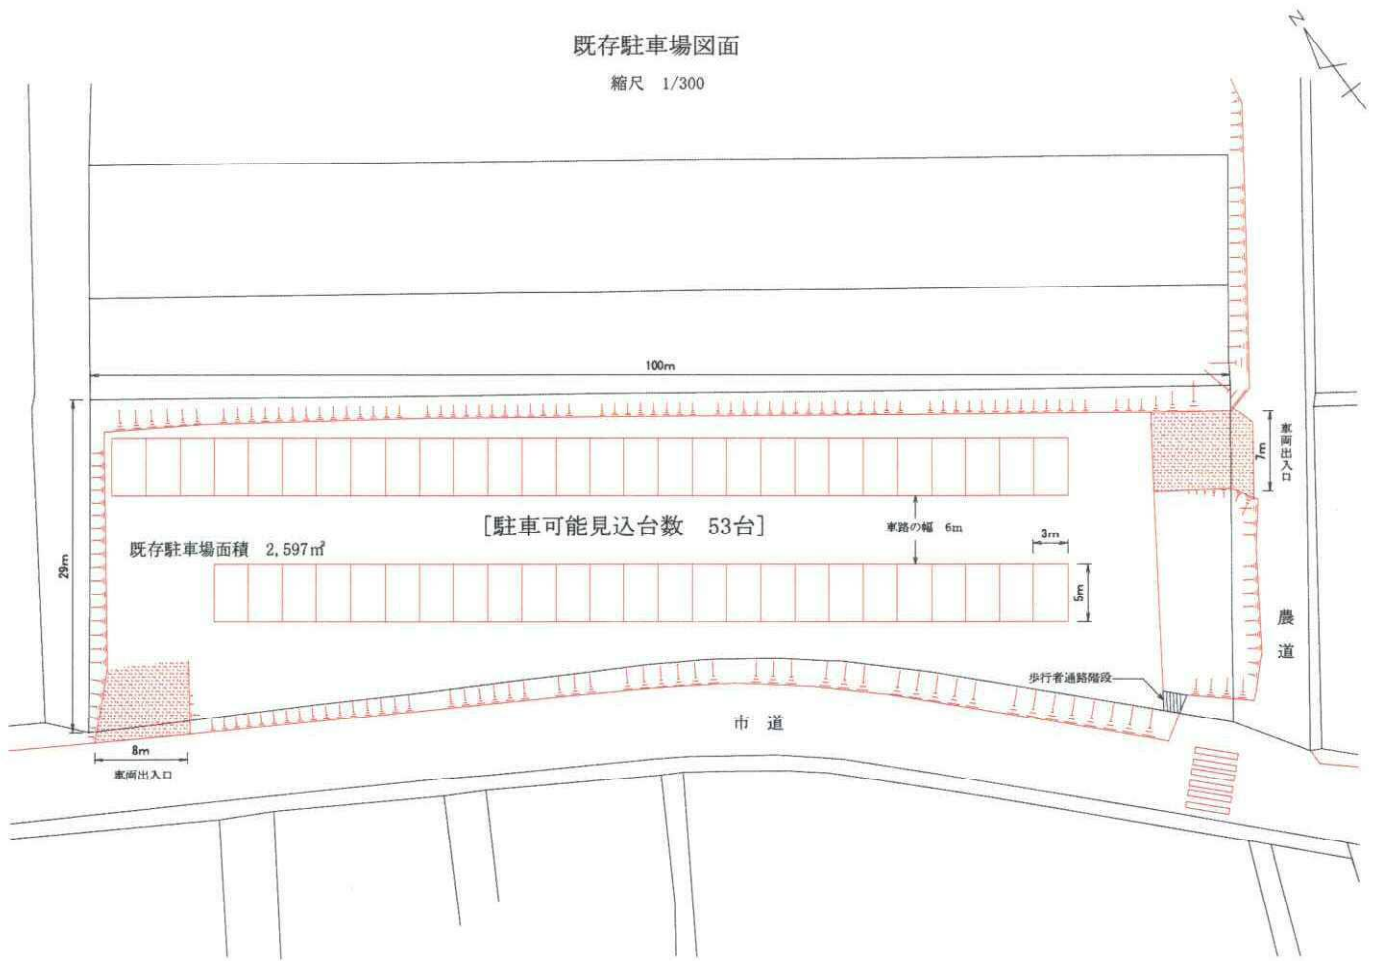 既存駐車場図面
縮尺 1/300
N
100m
車両出入口
7m
[駐車可能見込台数 53台]
車路の幅 6m
3m
既存駐車場面積 2,597㎡
29m
5m
農道
歩行者通路階段
市道
8m
車両出入口